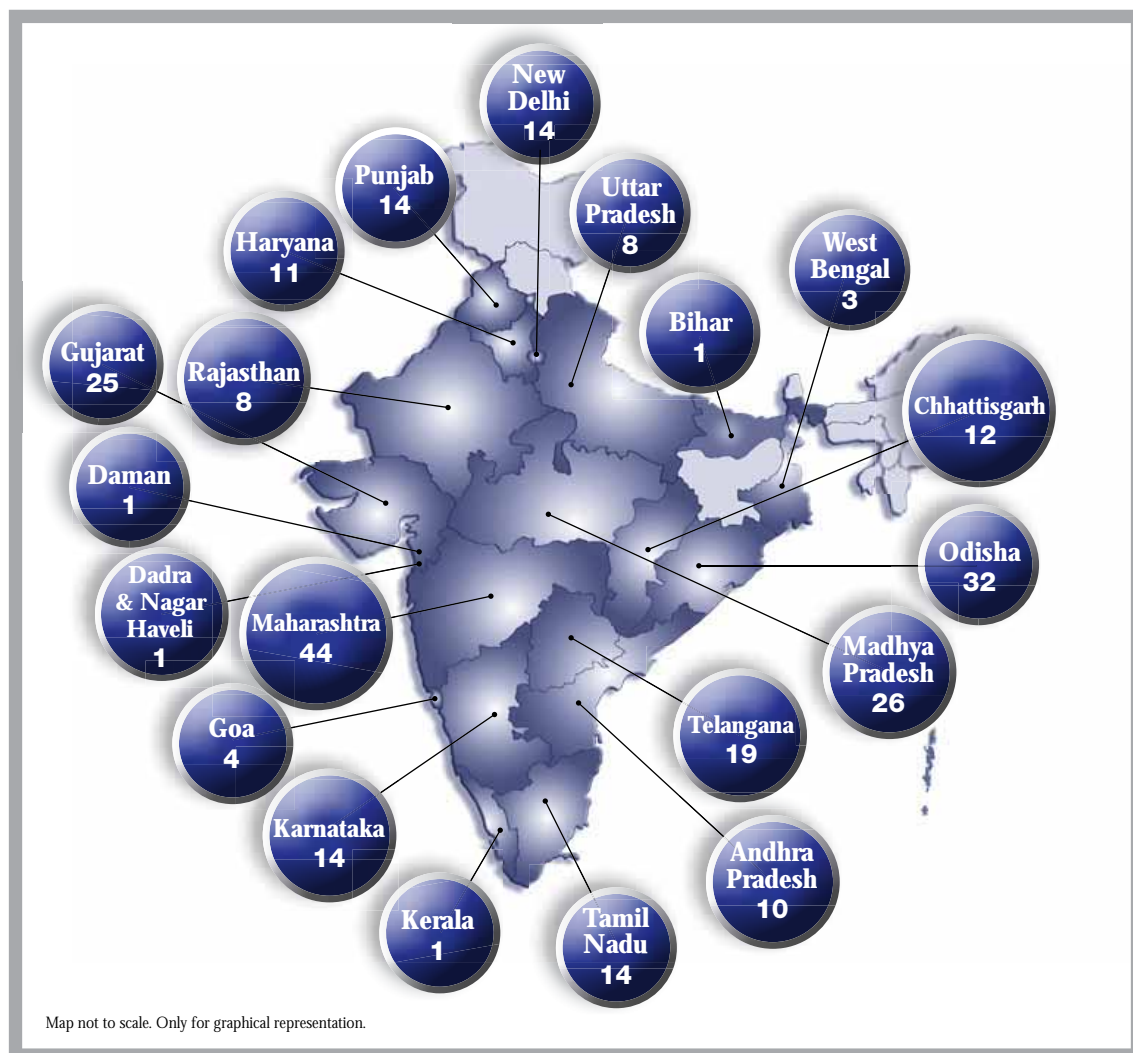 New
Delhi
14
Punjab
14
Uttar
Pradesh
8
Haryana
11
West
Bengal
3
Bihar
1
Gujarat
25
Rajasthan
8
Chhattisgarh
12
Daman
1
Odisha
32
Dadra
& Nagar
Haveli
1
Maharashtra
44
Madhya
Pradesh
26
Goa
4
Telangana
19
Karnataka
14
Andhra
Pradesh
10
Kerala
1
Tamil
Nadu
14
Map not to scale. Only for graphical representation.